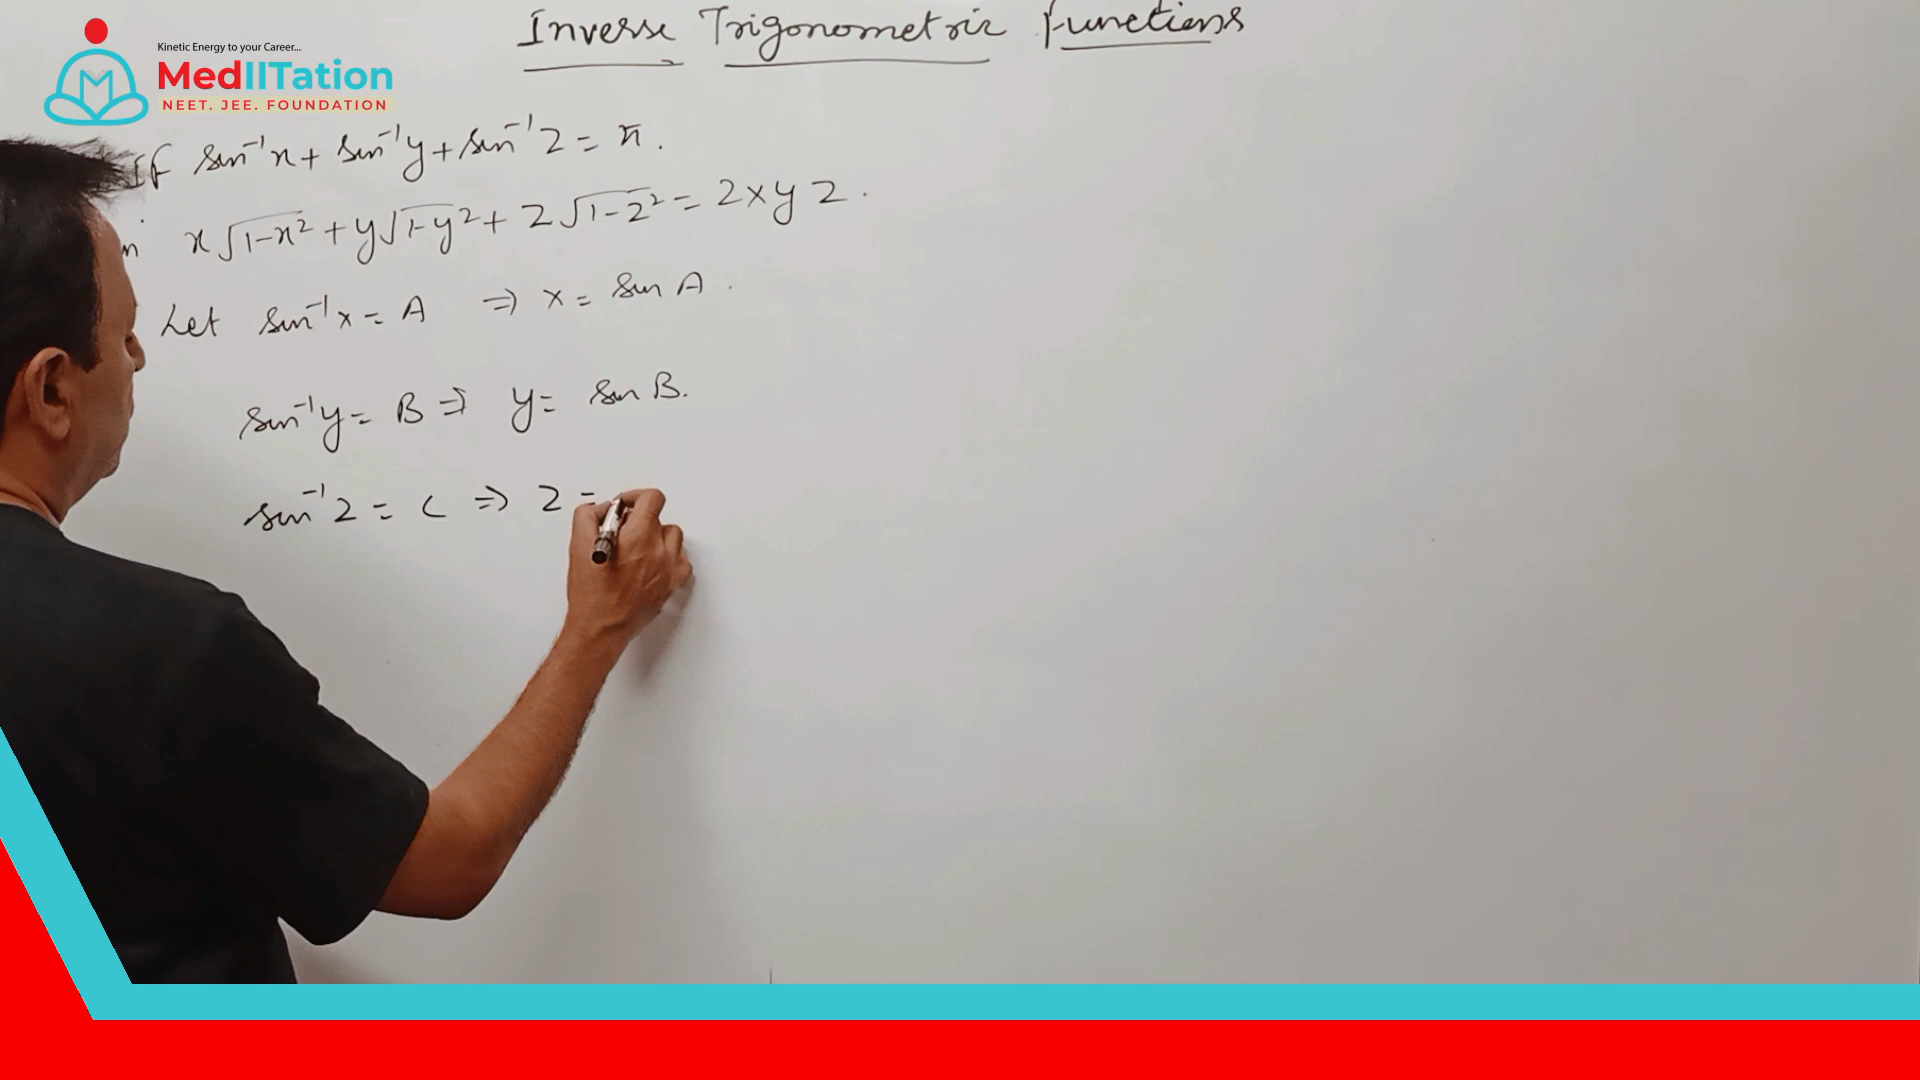 Inverse Trigonometric Functions
Kinetic Energy to your Career...
MedIITation
NEET. JEE. FOUNDATION
If sin⁻¹x + sin⁻¹y + sin⁻¹z = π.
x√1-x² + y√1-y² + z√1-z² = 2xyz.
Let sin⁻¹x = A ⇒ x = sin A.
sin⁻¹y = B ⇒ y = sin B.
sin⁻¹z = C ⇒ z =